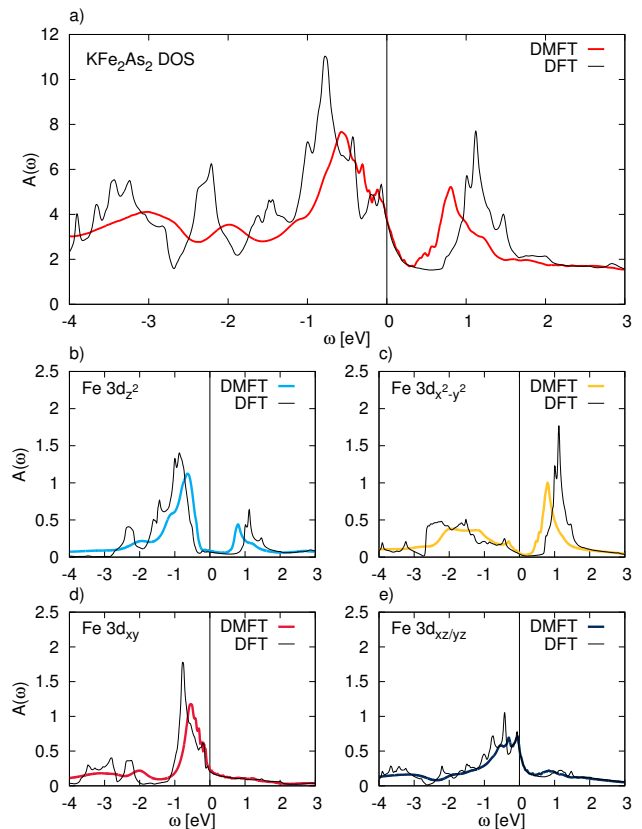 a)
KFe₂As₂ DOS
DMFT
DFT
A(ω)
12
10
8
6
4
2
0
-4 -3 -2 -1 0 1 2 3
ω [eV]
b)
Fe 3d_z²
DMFT
DFT
A(ω)
2.5
2
1.5
1
0.5
0
-4 -3 -2 -1 0 1 2 3
c)
Fe 3d_x²-y²
DMFT
DFT
2.5
2
1.5
1
0.5
0
-4 -3 -2 -1 0 1 2 3
d)
Fe 3d_xy
DMFT
DFT
A(ω)
2.5
2
1.5
1
0.5
0
-4 -3 -2 -1 0 1 2 3
ω [eV]
e)
Fe 3d_xz/yz
DMFT
DFT
2.5
2
1.5
1
0.5
0
-4 -3 -2 -1 0 1 2 3
ω [eV]